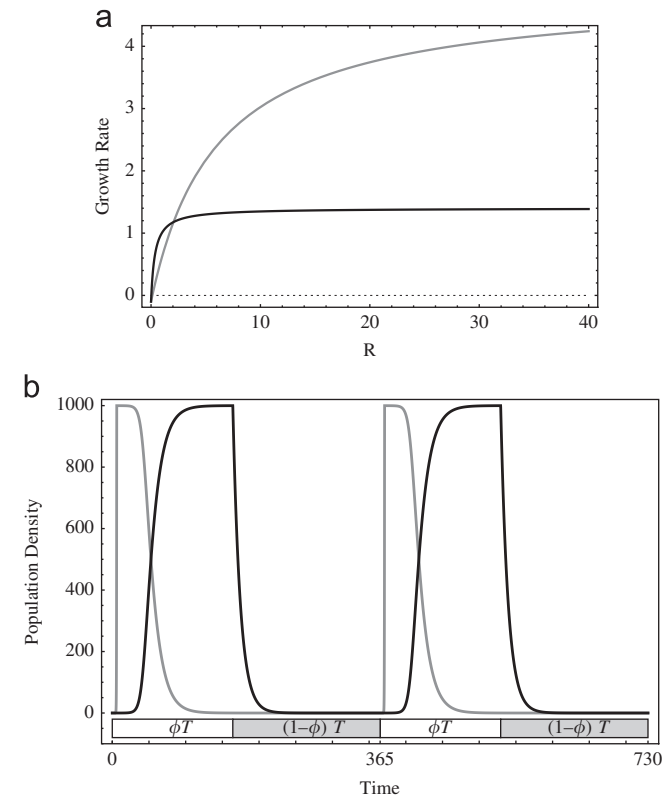 a
4
3
2
1
0
Growth Rate
0 10 20 30 40
R
b
1000
800
600
400
200
0
Population Density
ϕT (1–ϕ) T ϕT (1–ϕ) T
0 365 730
Time